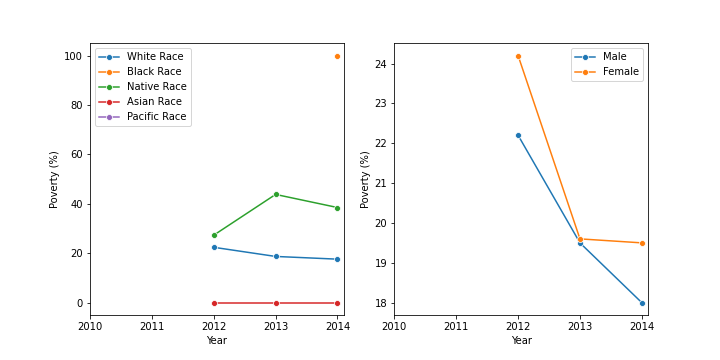 White Race
Black Race
Native Race
Asian Race
Pacific Race
Poverty (%)
100
80
60
40
20
0
2010 2011 2012 2013 2014
Year
Male
Female
Poverty (%)
24
23
22
21
20
19
18
2010 2011 2012 2013 2014
Year